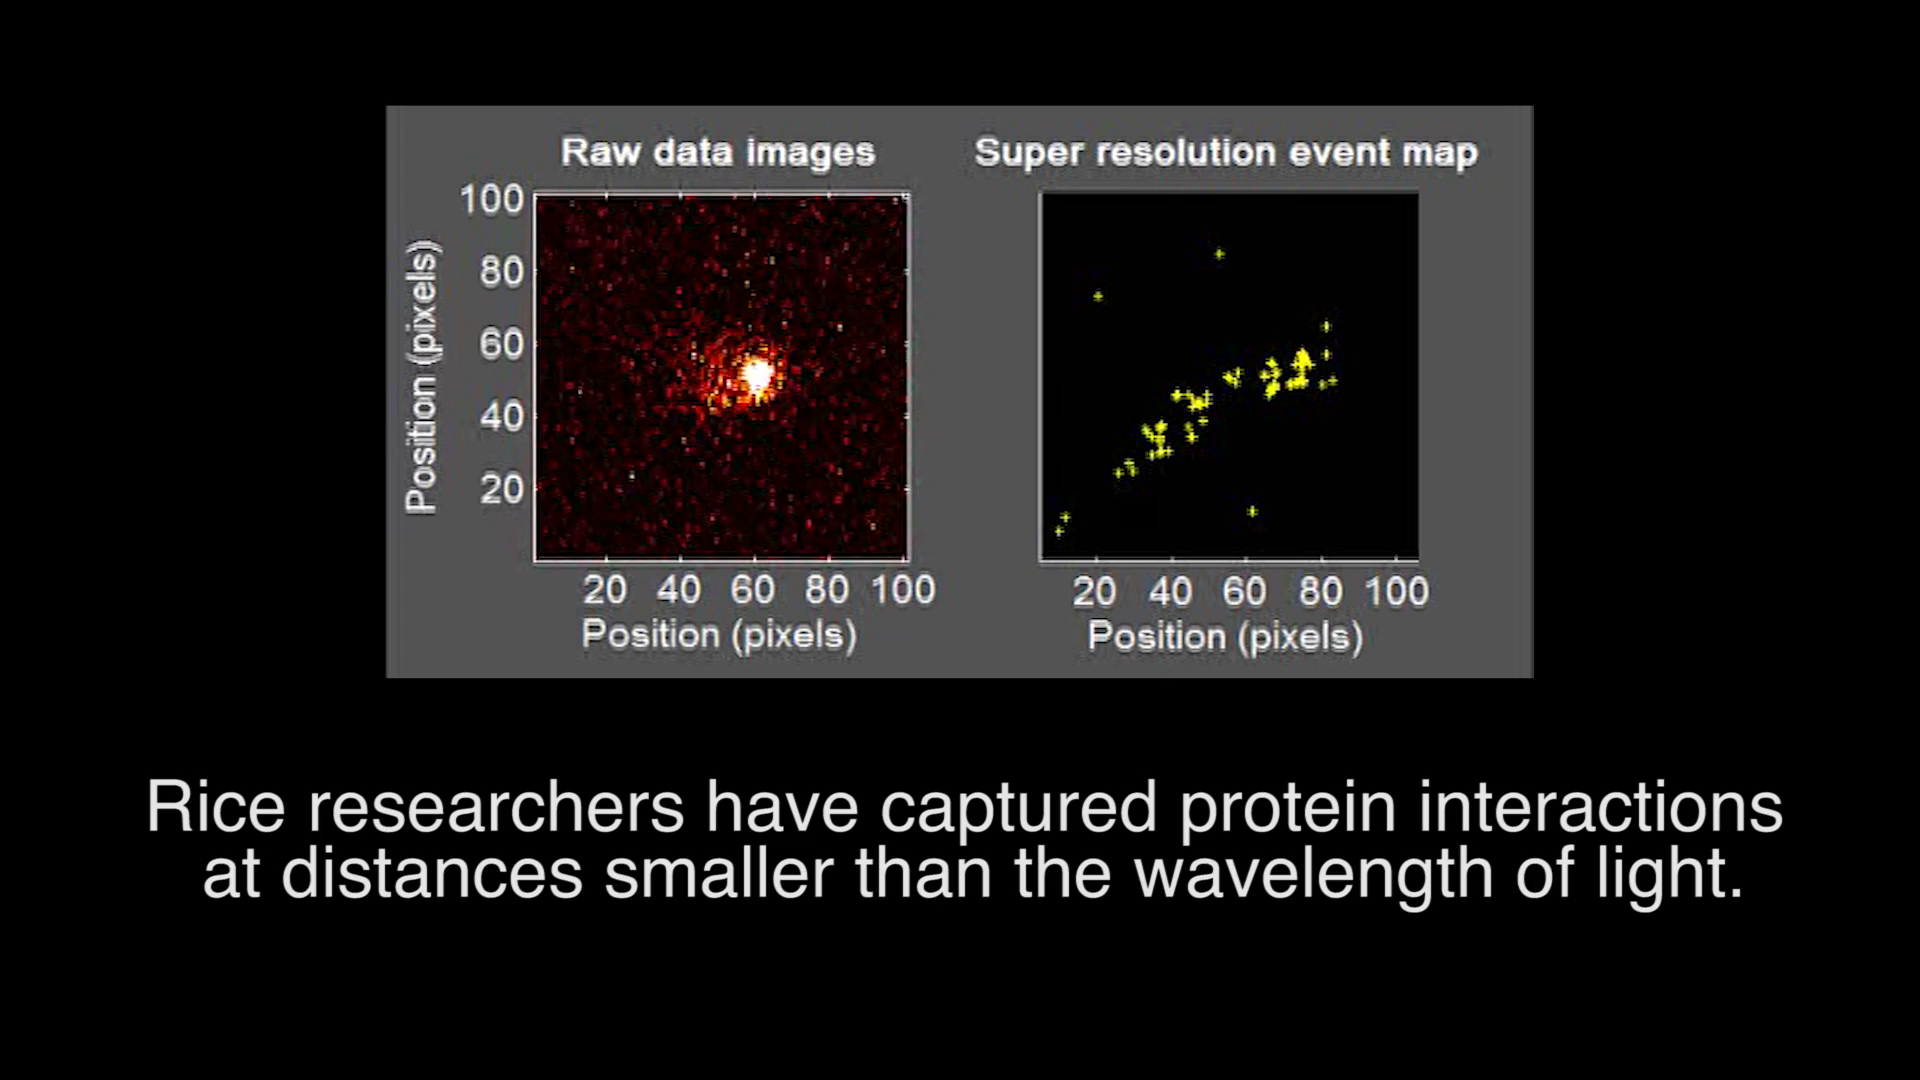 Raw data images
Super resolution event map
Position (pixels)
100
80
60
40
20
20 40 60 80 100
Position (pixels)
20 40 60 80 100
Position (pixels)
Rice researchers have captured protein interactions
at distances smaller than the wavelength of light.